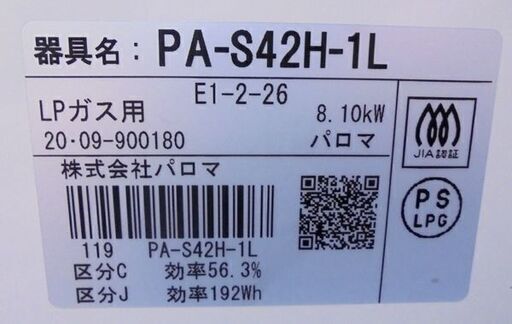 器具名: PA-S42H-1L
E1-2-26
LPガス用 8.10kW
20・09-900180 パロマ
JIA認証
株式会社パロマ
PS
LPG
119 PA-S42H-1L
区分C 効率56.3%
区分J 効率192Wh